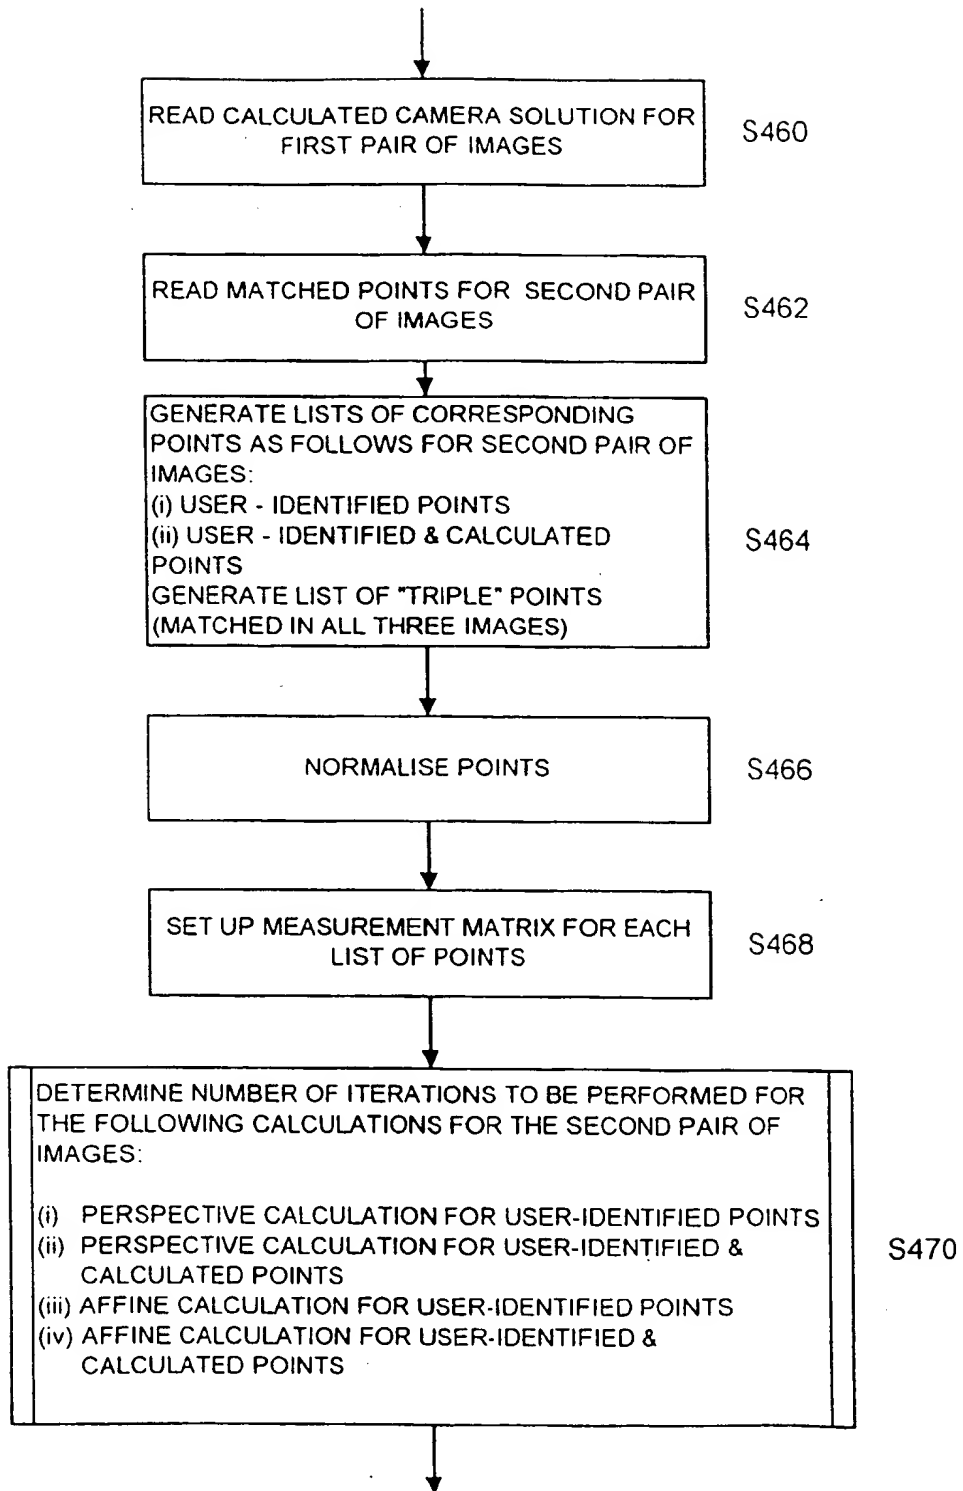 READ CALCULATED CAMERA SOLUTION FOR
FIRST PAIR OF IMAGES
S460
READ MATCHED POINTS FOR SECOND PAIR
OF IMAGES
S462
GENERATE LISTS OF CORRESPONDING
POINTS AS FOLLOWS FOR SECOND PAIR OF
IMAGES:
(i) USER - IDENTIFIED POINTS
(ii) USER - IDENTIFIED & CALCULATED
POINTS
GENERATE LIST OF "TRIPLE" POINTS
(MATCHED IN ALL THREE IMAGES)
S464
NORMALISE POINTS
S466
SET UP MEASUREMENT MATRIX FOR EACH
LIST OF POINTS
S468
DETERMINE NUMBER OF ITERATIONS TO BE PERFORMED FOR
THE FOLLOWING CALCULATIONS FOR THE SECOND PAIR OF
IMAGES:
(i) PERSPECTIVE CALCULATION FOR USER-IDENTIFIED POINTS
(ii) PERSPECTIVE CALCULATION FOR USER-IDENTIFIED &
CALCULATED POINTS
(iii) AFFINE CALCULATION FOR USER-IDENTIFIED POINTS
(iv) AFFINE CALCULATION FOR USER-IDENTIFIED &
CALCULATED POINTS
S470